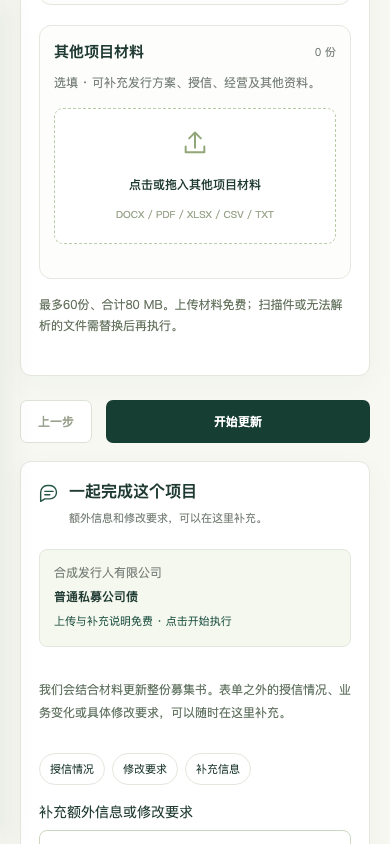 其他项目材料
0 份
选填 · 可补充发行方案、授信、经营及其他资料。
点击或拖入其他项目材料
DOCX / PDF / XLSX / CSV / TXT
最多60份、合计80 MB。上传材料免费；扫描件或无法解
析的文件需替换后再执行。
上一步
开始更新
一起完成这个项目
额外信息和修改要求，可以在这里补充。
合成发行人有限公司
普通私募公司债
上传与补充说明免费 · 点击开始执行
我们会结合材料更新整份募集书。表单之外的授信情况、业
务变化或具体修改要求，可以随时在这里补充。
授信情况
修改要求
补充信息
补充额外信息或修改要求